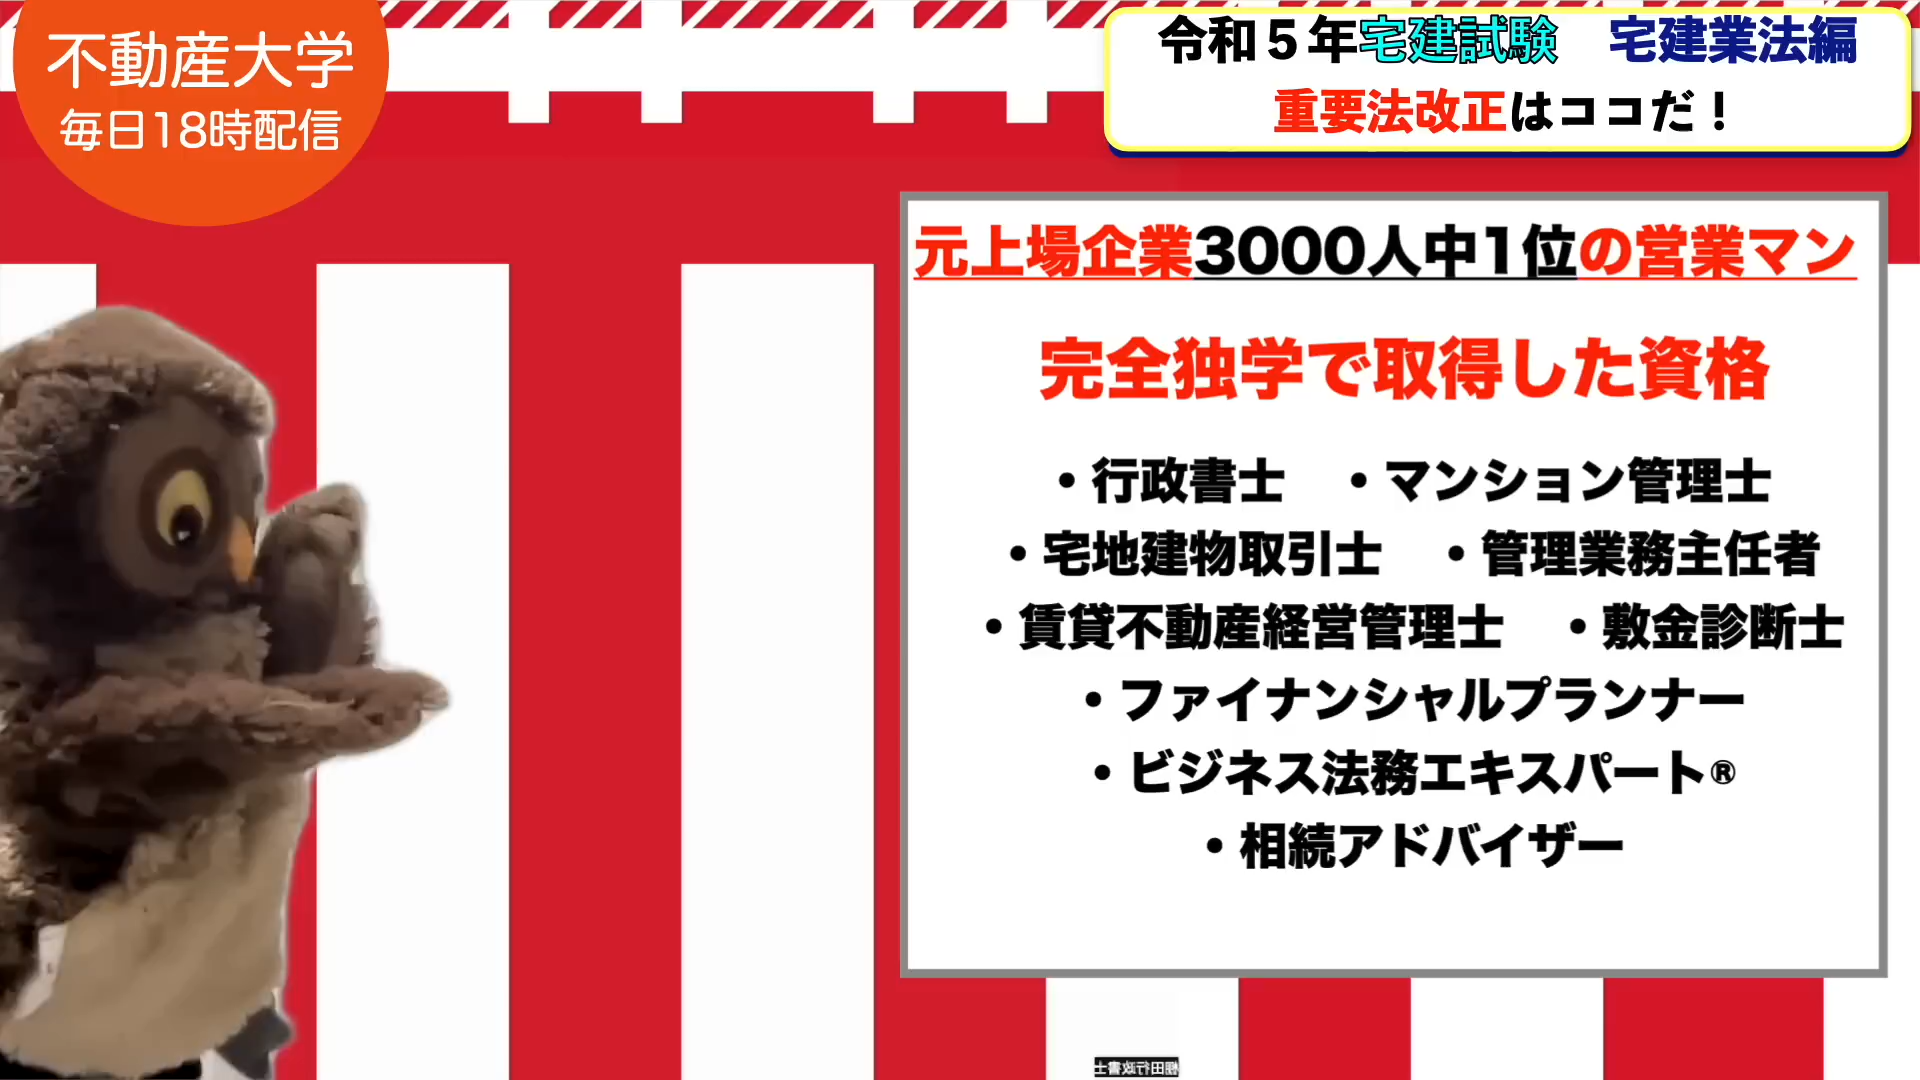 不動産大学
毎日18時配信
令和５年宅建試験　宅建業法編
重要法改正はココだ！
元上場企業3000人中1位の営業マン
完全独学で取得した資格
・行政書士　・マンション管理士
・宅地建物取引士　・管理業務主任者
・賃貸不動産経営管理士　・敷金診断士
・ファイナンシャルプランナー
・ビジネス法務エキスパート®
・相続アドバイザー
棚田行政書士